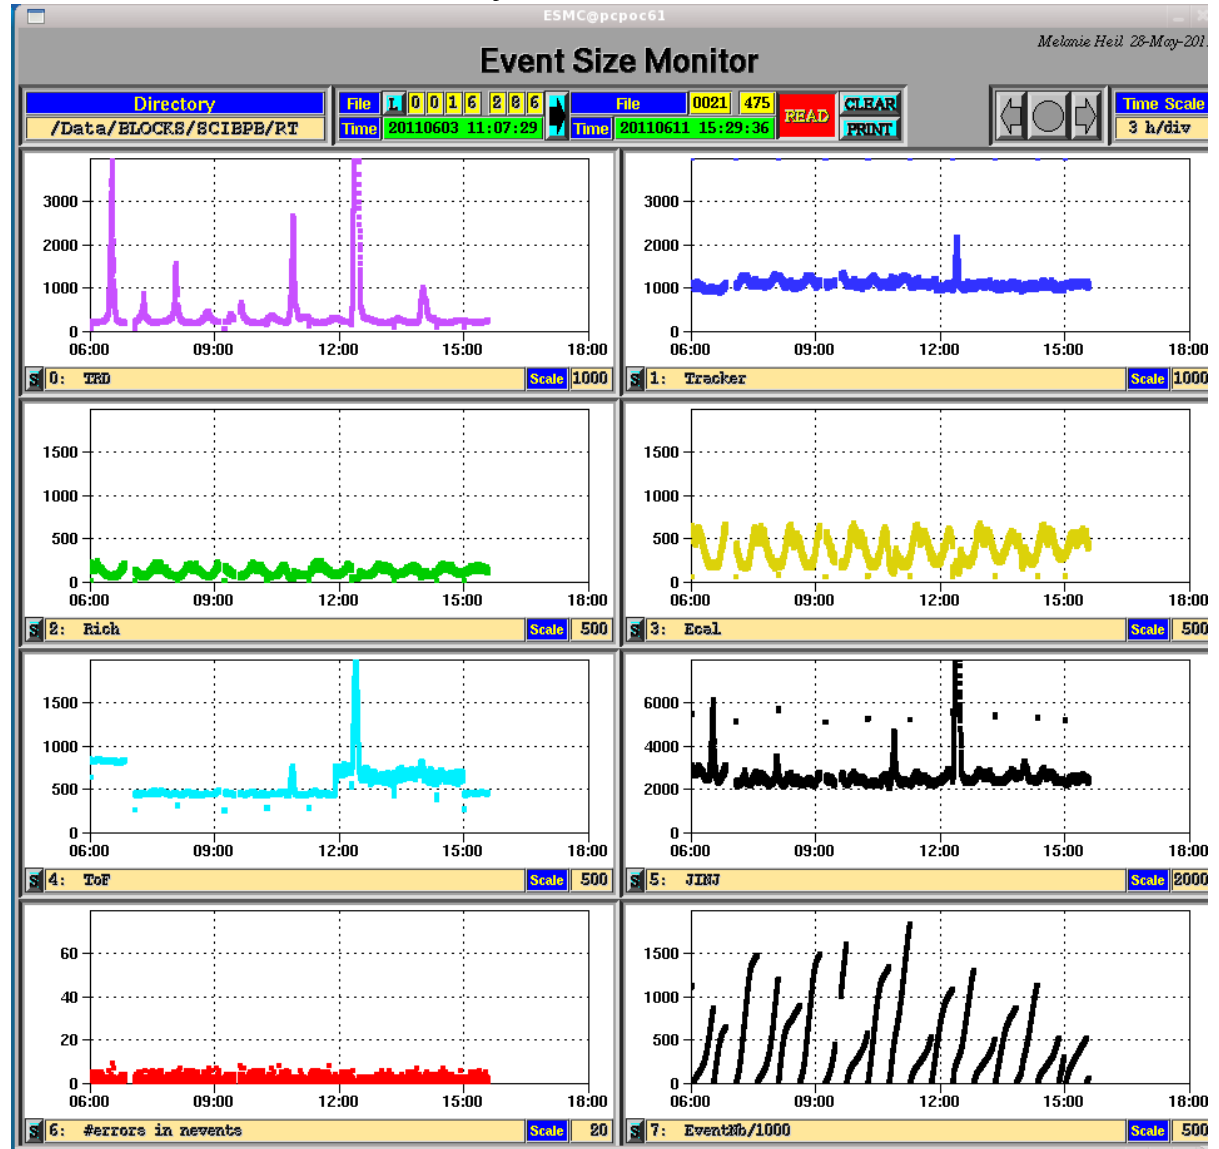 ESMC@pcpoc61
Event Size Monitor
Melanie Heil 28-May-201
Directory
/Data/BLOCKS/SCIBPB/RT
File L 0 0 1 6 2 8 6 File 0021 475 READ CLEAR
Time 20110603 11:07:29 Time 20110611 15:29:36 PRINT
Time Scale
3 h/div
3000
2000
1000
0
06:00 09:00 12:00 15:00 18:00
S 0: TRD Scale 1000
3000
2000
1000
0
06:00 09:00 12:00 15:00 18:00
S 1: Tracker Scale 1000
1500
1000
500
0
06:00 09:00 12:00 15:00 18:00
S 2: Rich Scale 500
1500
1000
500
0
06:00 09:00 12:00 15:00 18:00
S 3: Ecal Scale 500
1500
1000
500
0
06:00 09:00 12:00 15:00 18:00
S 4: ToF Scale 500
6000
4000
2000
0
06:00 09:00 12:00 15:00 18:00
S 5: JINJ Scale 2000
60
40
20
0
06:00 09:00 12:00 15:00 18:00
S 6: #errors in nevents Scale 20
1500
1000
500
0
06:00 09:00 12:00 15:00 18:00
S 7: EventNb/1000 Scale 500